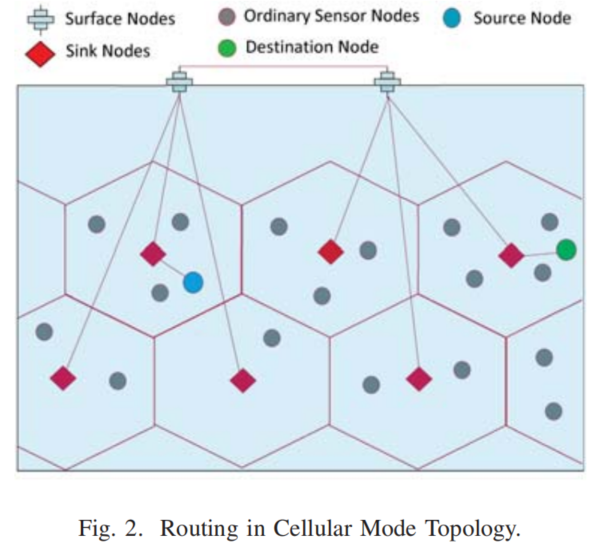 Surface Nodes
Ordinary Sensor Nodes
Source Node
Sink Nodes
Destination Node
Fig. 2. Routing in Cellular Mode Topology.